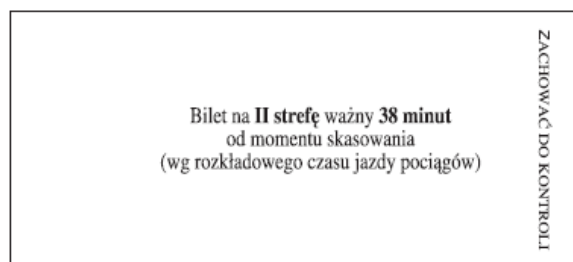 Bilet na II strefę ważny 38 minut
od momentu skasowania
(wg rozkładowego czasu jazdy pociągów)
ZACHOWAĆ DO KONTROLI